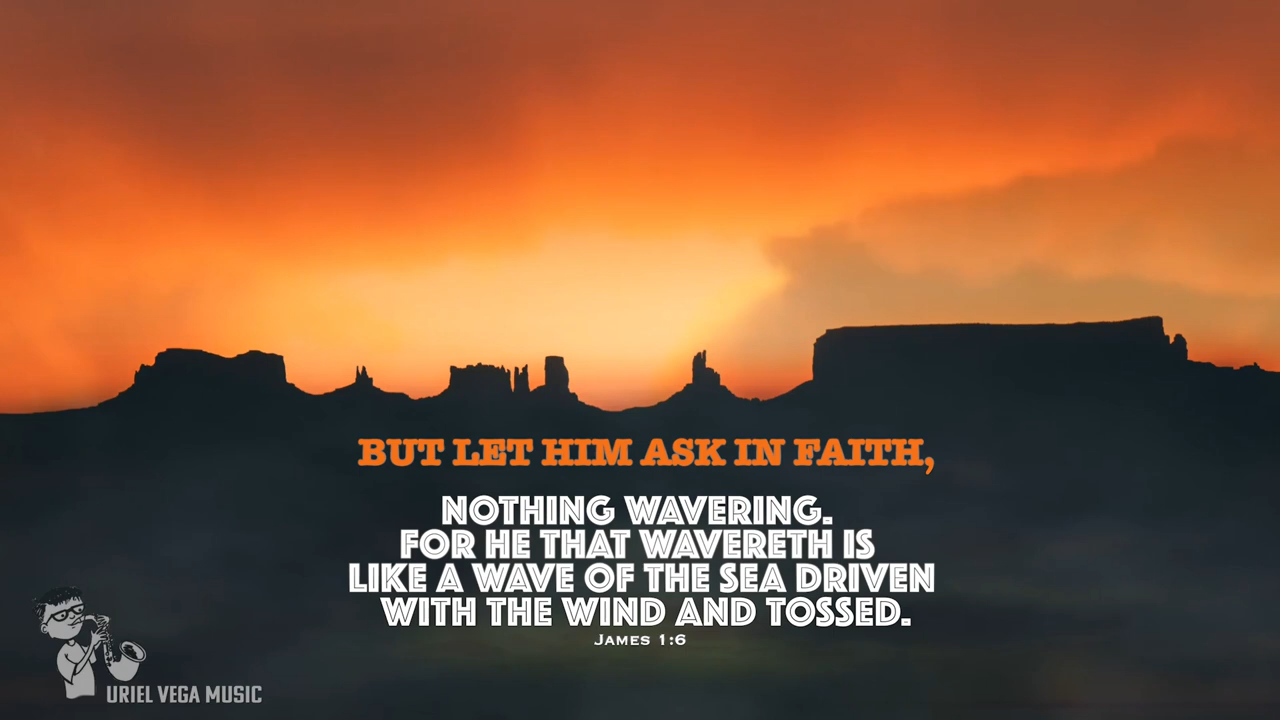 BUT LET HIM ASK IN FAITH,
NOTHING WAVERING.
FOR HE THAT WAVERETH IS
LIKE A WAVE OF THE SEA DRIVEN
WITH THE WIND AND TOSSED.
JAMES 1:6
URIEL VEGA MUSIC